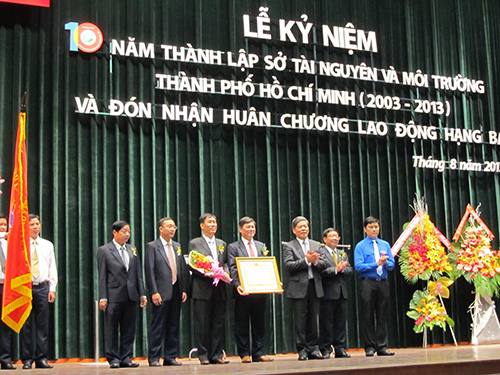 LỄ KỶ NIỆM
10 NĂM THÀNH LẬP SỞ TÀI NGUYÊN VÀ MÔI TRƯỜNG
THÀNH PHỐ HỒ CHÍ MINH (2003 - 2013)
VÀ ĐÓN NHẬN HUÂN CHƯƠNG LAO ĐỘNG HẠNG BA
Tháng 8 năm